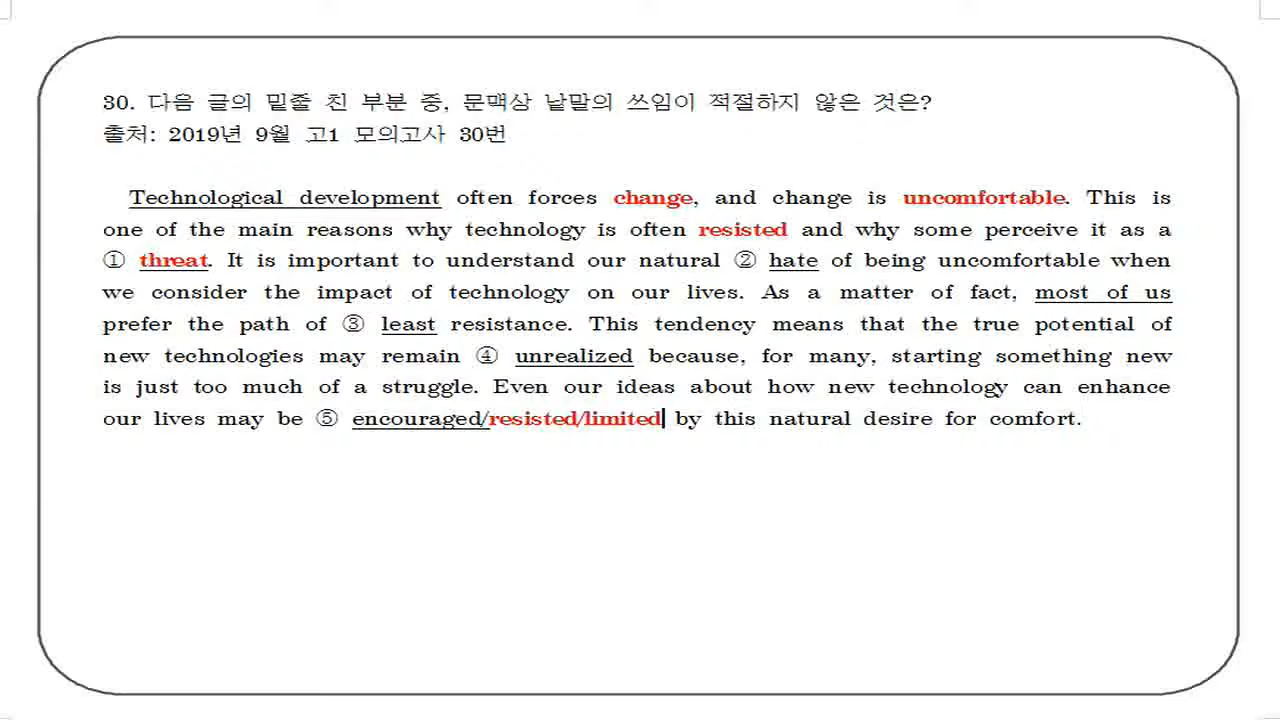 30. 다음 글의 밑줄 친 부분 중, 문맥상 낱말의 쓰임이 적절하지 않은 것은?
출처: 2019년 9월 고1 모의고사 30번
Technological development often forces change, and change is uncomfortable. This is
one of the main reasons why technology is often resisted and why some perceive it as a
① threat. It is important to understand our natural ② hate of being uncomfortable when
we consider the impact of technology on our lives. As a matter of fact, most of us
prefer the path of ③ least resistance. This tendency means that the true potential of
new technologies may remain ④ unrealized because, for many, starting something new
is just too much of a struggle. Even our ideas about how new technology can enhance
our lives may be ⑤ encouraged/resisted/limited by this natural desire for comfort.